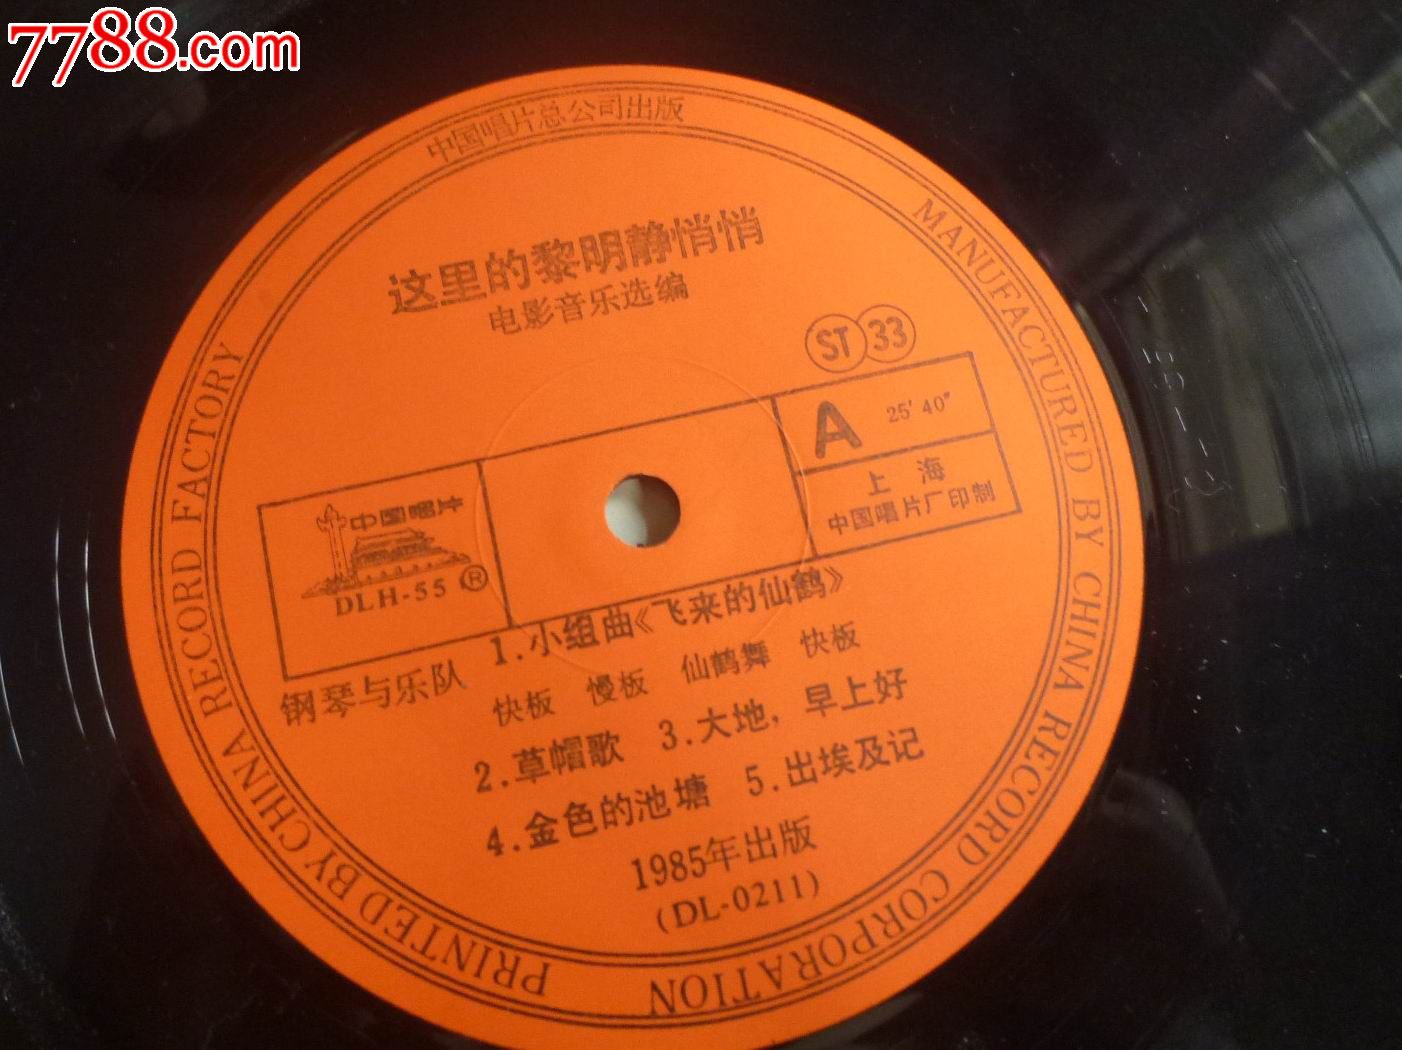 7788.com
中国唱片总公司出版
MANUFACTURED BY CHINA RECORD CORPORATION
PRINTED BY CHINA RECORD FACTORY
这里的黎明静悄悄
电影音乐选编
ST 33
A 25' 40"
上海
中国唱片厂印制
中国唱片
DLH-55 ®
钢琴与乐队
1.小组曲《飞来的仙鹤》
快板 慢板 仙鹤舞 快板
2.草帽歌 3.大地，早上好
4.金色的池塘 5.出埃及记
1985年出版
(DL-0211)